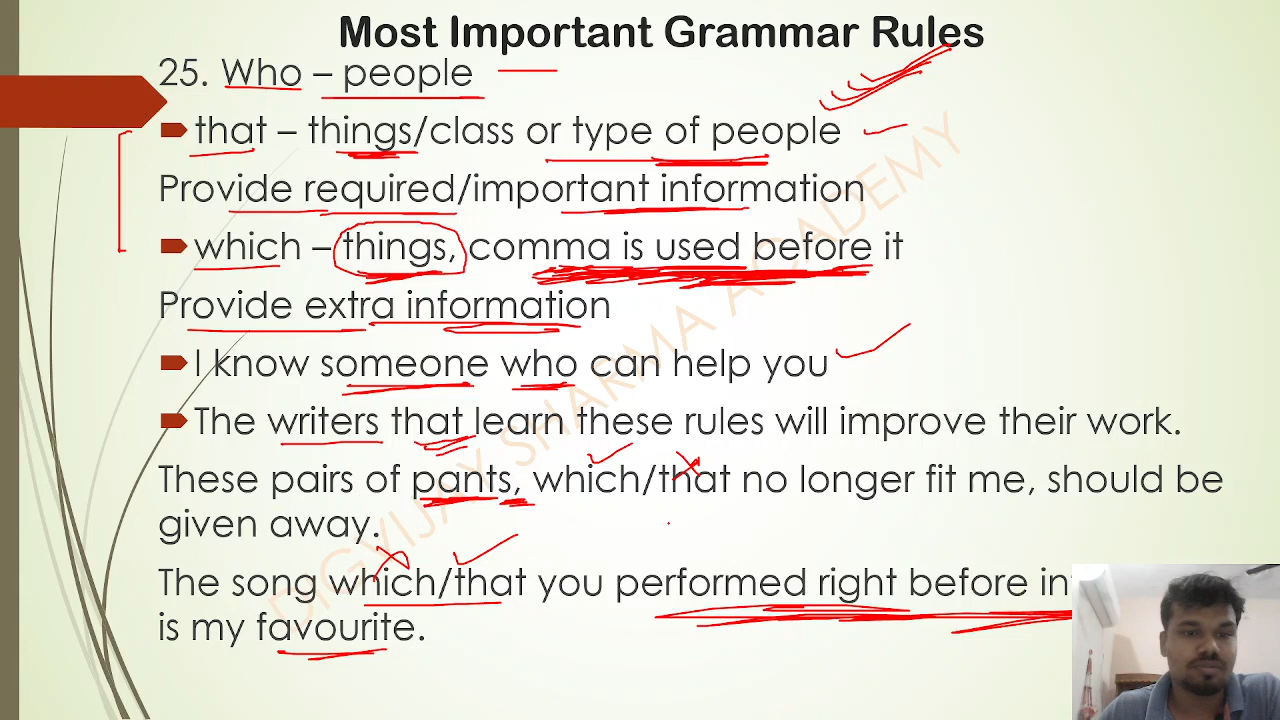 Most Important Grammar Rules
25. Who – people
that – things/class or type of people
Provide required/important information
which – things, comma is used before it
Provide extra information
I know someone who can help you
The writers that learn these rules will improve their work.
These pairs of pants, which/that no longer fit me, should be
given away.
The song which/that you performed right before
is my favourite.
DIGVIJAY SHARMA ACADEMY